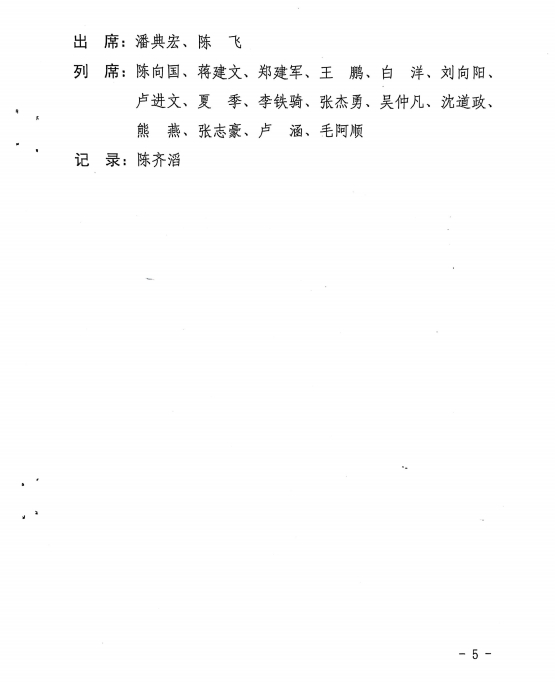 出　席：潘典宏、陈　飞
列　席：陈向国、蒋建文、郑建军、王　鹏、白　洋、刘向阳、
卢进文、夏　季、李铁骑、张杰勇、吴仲凡、沈道政、
熊　燕、张志豪、卢　涵、毛阿顺
记　录：陈齐滔
- 5 -